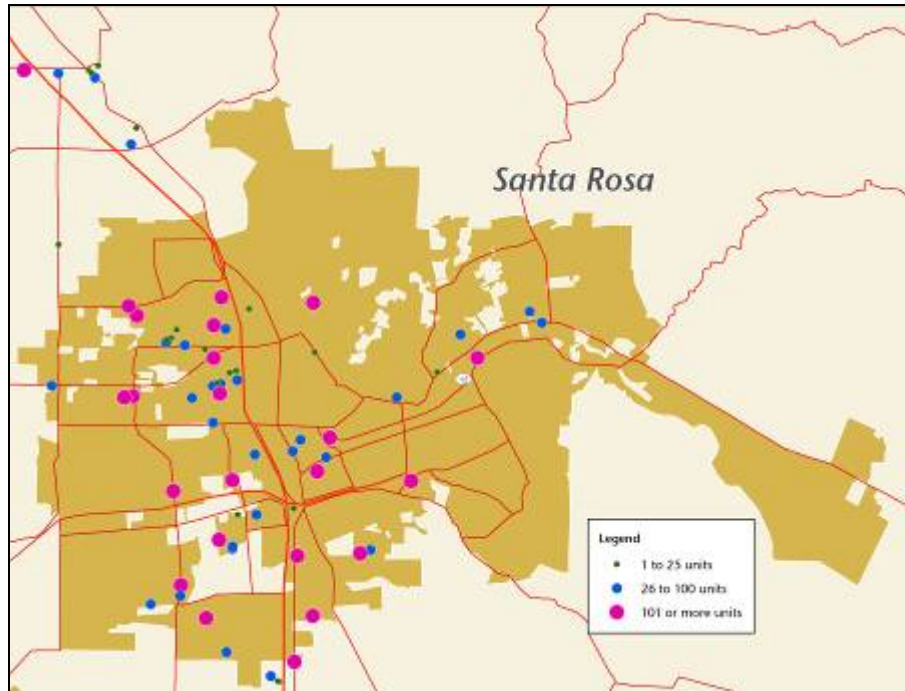 Santa Rosa
Legend
1 to 25 units
26 to 100 units
101 or more units